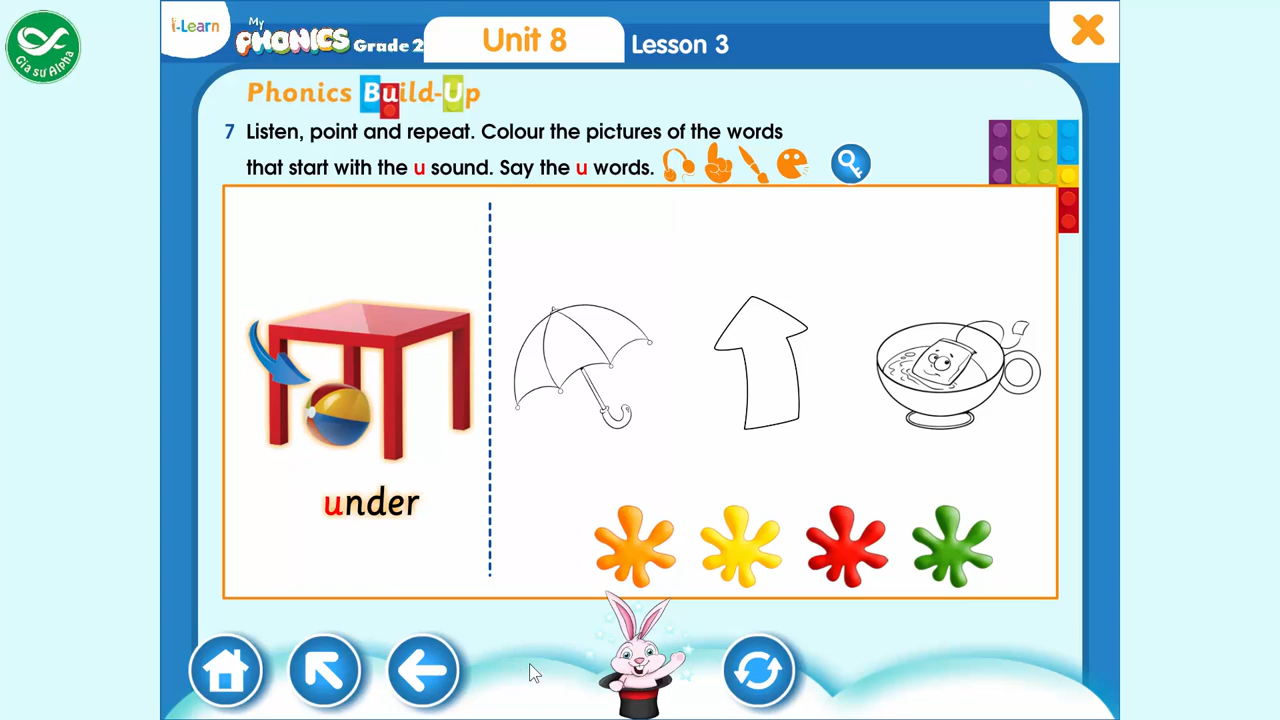 Gia sư Alpha
i-Learn
My
PHONICS Grade 2
Unit 8
Lesson 3
Phonics Build-Up
7 Listen, point and repeat. Colour the pictures of the words
that start with the u sound. Say the u words.
under